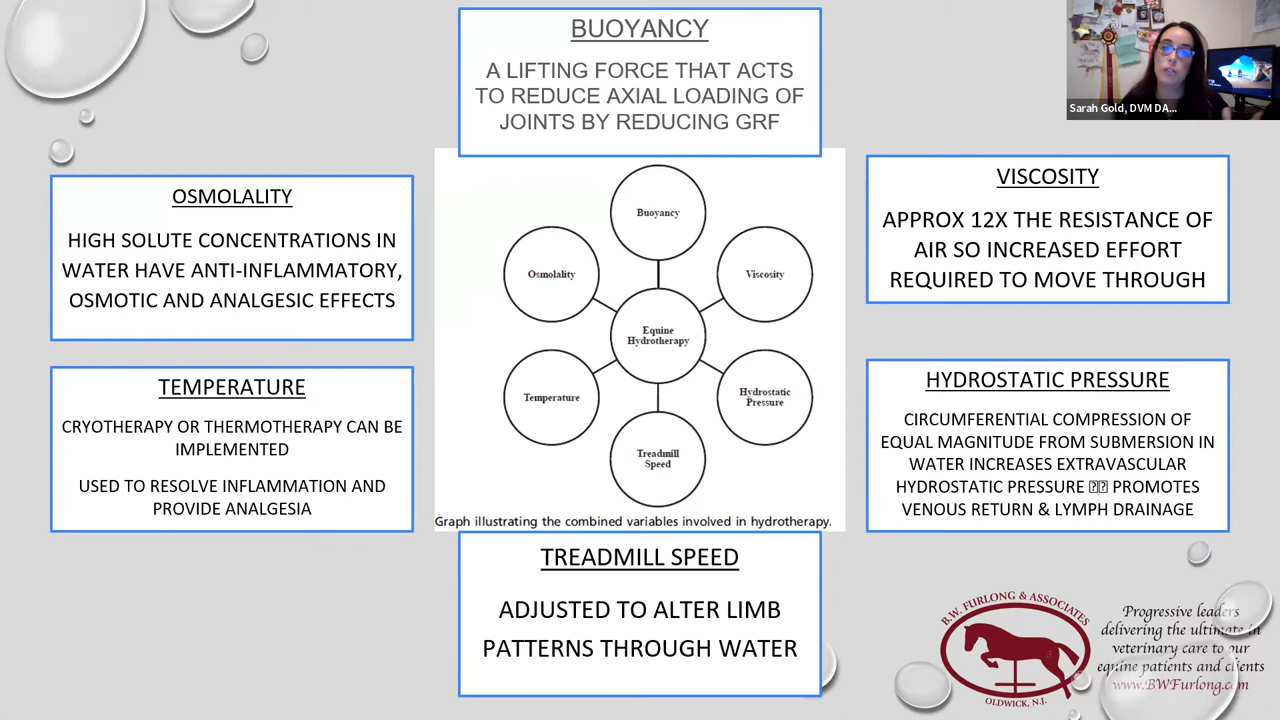 BUOYANCY
A LIFTING FORCE THAT ACTS
TO REDUCE AXIAL LOADING OF
JOINTS BY REDUCING GRF
Sarah Gold, DVM DA...
OSMOLALITY
HIGH SOLUTE CONCENTRATIONS IN
WATER HAVE ANTI-INFLAMMATORY,
OSMOTIC AND ANALGESIC EFFECTS
TEMPERATURE
CRYOTHERAPY OR THERMOTHERAPY CAN BE
IMPLEMENTED
USED TO RESOLVE INFLAMMATION AND
PROVIDE ANALGESIA
Buoyancy
Osmolality
Viscosity
Equine
Hydrotherapy
Temperature
Hydrostatic
Pressure
Treadmill
Speed
Graph illustrating the combined variables involved in hydrotherapy.
VISCOSITY
APPROX 12X THE RESISTANCE OF
AIR SO INCREASED EFFORT
REQUIRED TO MOVE THROUGH
HYDROSTATIC PRESSURE
CIRCUMFERENTIAL COMPRESSION OF
EQUAL MAGNITUDE FROM SUBMERSION IN
WATER INCREASES EXTRAVASCULAR
HYDROSTATIC PRESSURE PROMOTES
VENOUS RETURN & LYMPH DRAINAGE
TREADMILL SPEED
ADJUSTED TO ALTER LIMB
PATTERNS THROUGH WATER
B.W. FURLONG & ASSOCIATES
OLDWICK, N.J.
Progressive leaders
delivering the ultimate in
veterinary care to our
equine patients and clients
www.BWFurlong.com